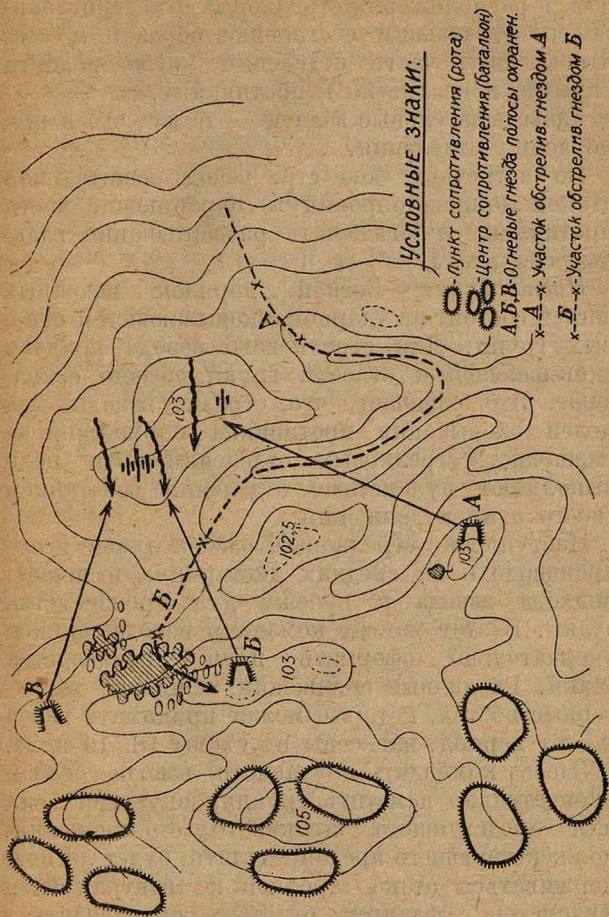 Условные знаки:
-Пункт сопротивления (рота)
-Центр сопротивления (батальон)
А,Б,В-Огневые гнезда полосы охранен.
х-А-х-Участок обстрелив. гнездом А
х-Б-х-Участок обстрелив. гнездом Б
103
А
Б
102,5
Б
103
А
103
105